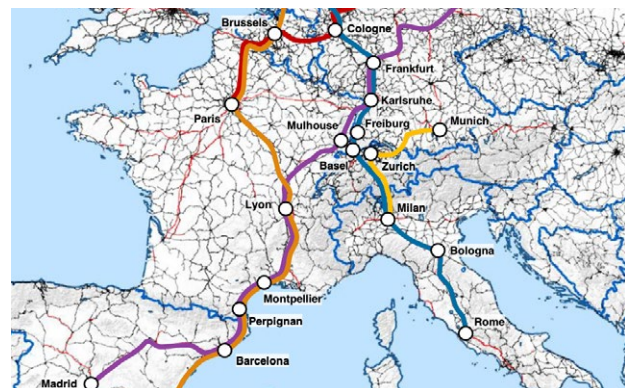 Brussels
Cologne
Frankfurt
Paris
Karlsruhe
Freiburg
Munich
Mulhouse
Basel
Zurich
Lyon
Milan
Bologna
Montpellier
Perpignan
Rome
Barcelona
Madrid